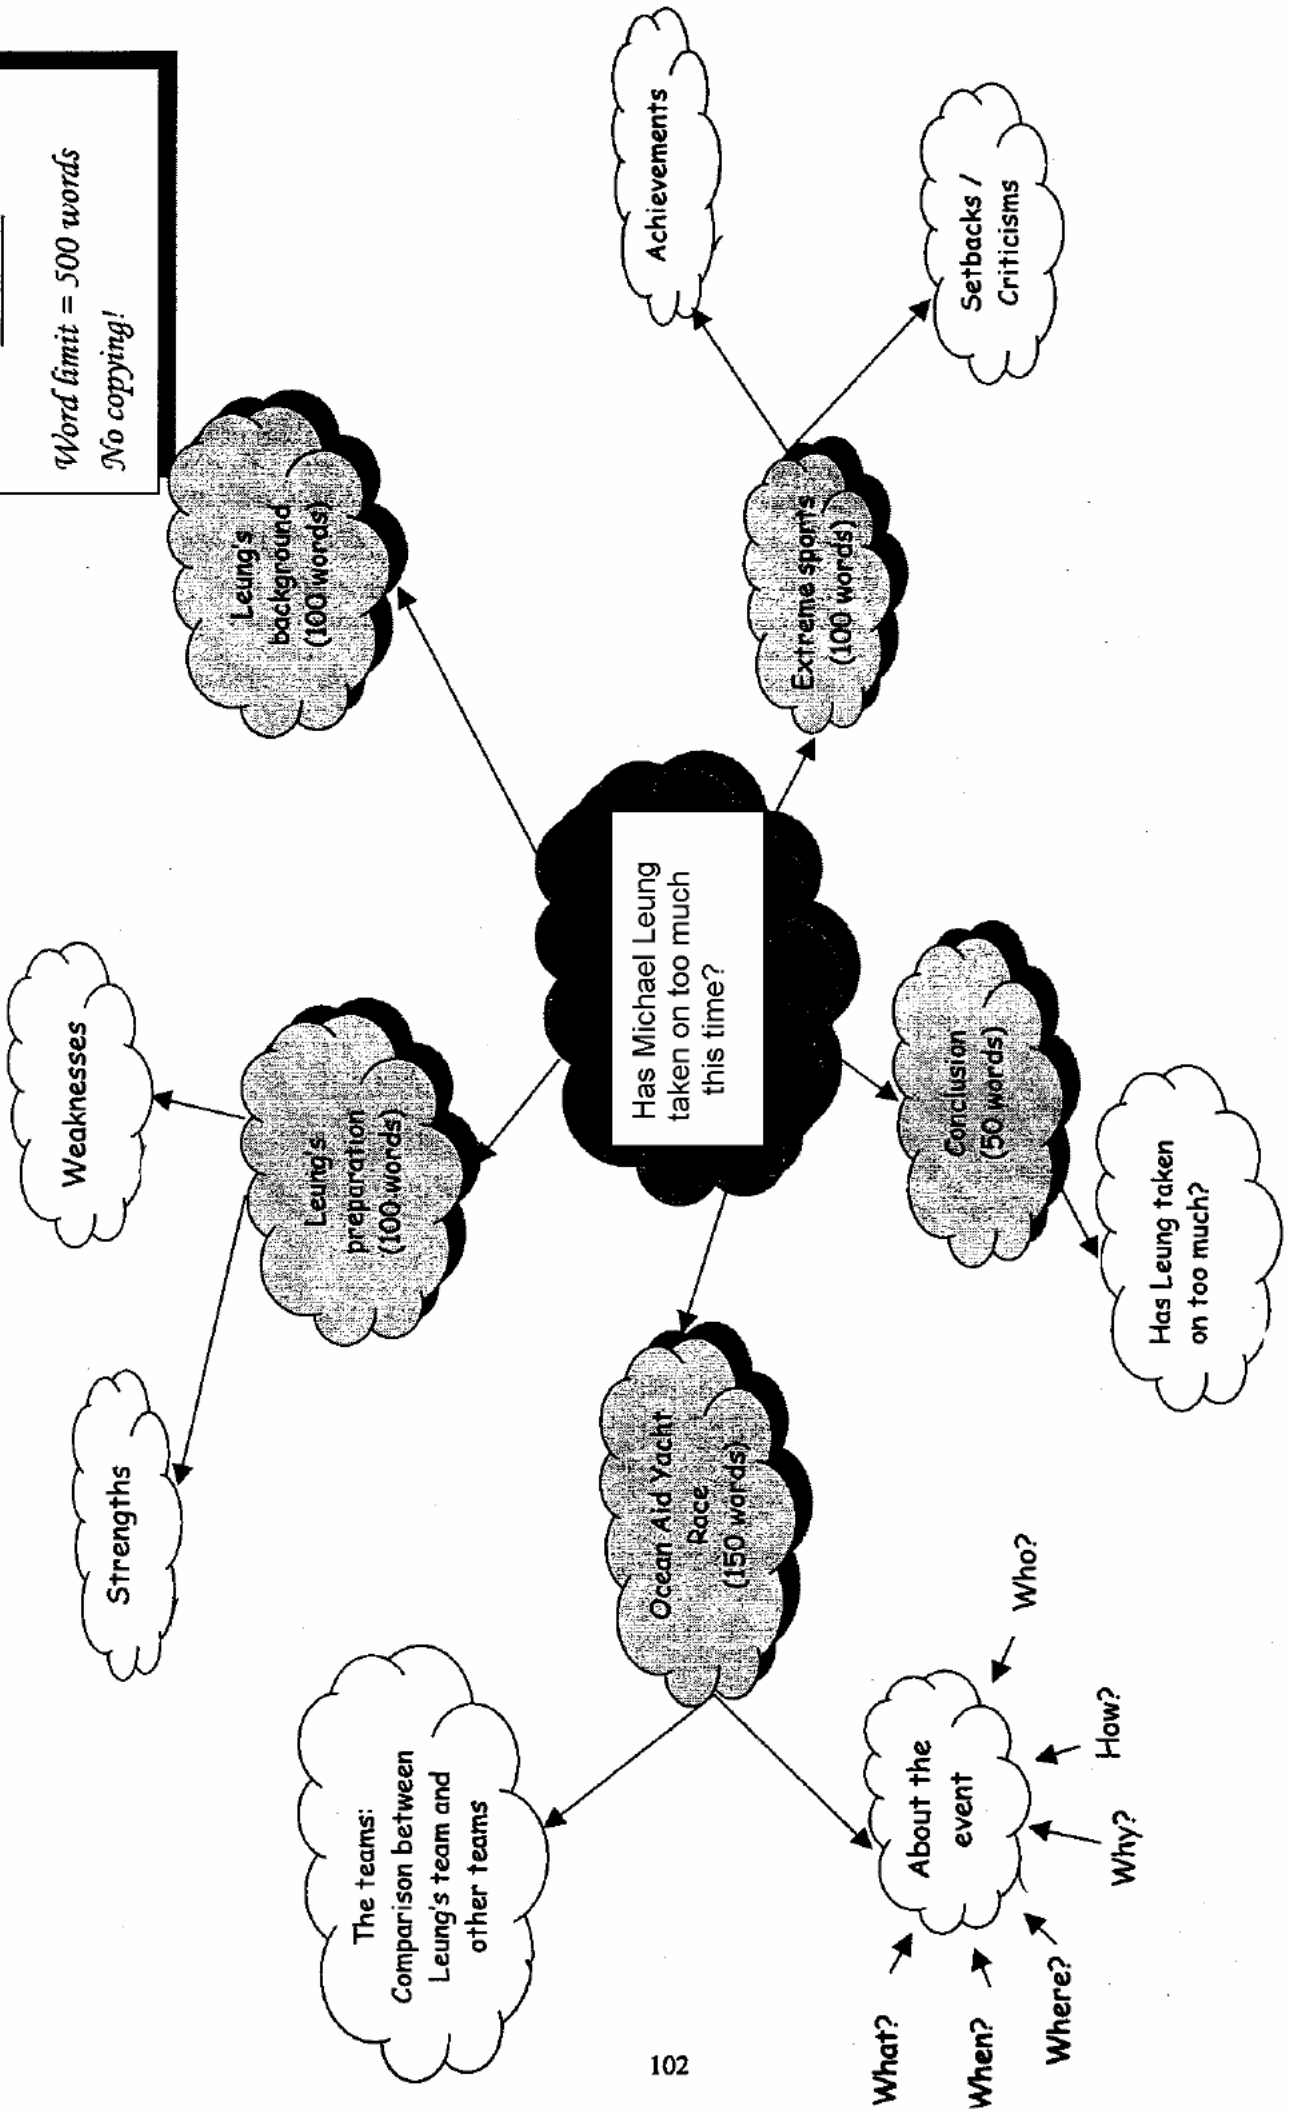 Word limit = 500 words
No copying!
Leung's
background
(100 words)
Achievements
Setbacks /
Criticisms
Extreme sports
(100 words)
Weaknesses
Strengths
Leung's
preparation
(100 words)
Has Michael Leung
taken on too much
this time?
Conclusion
(50 words)
Has Leung taken
on too much?
Ocean Aid Yacht
Race
(150 words)
The teams:
Comparison between
Leung's team and
other teams
About the
event
What?
When?
Where?
Why?
How?
Who?
102